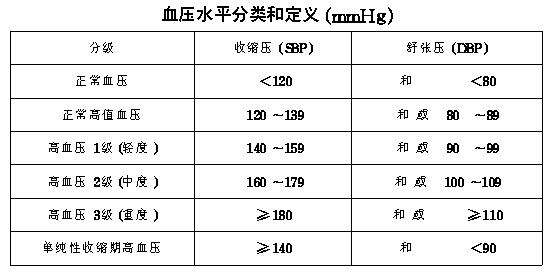 血压水平分类和定义 (mmHg)
分级 收缩压 (SBP) 舒张压 (DBP)
正常血压 <120 和 <80
正常高值血压 120 ~139 和 或 80 ~89
高血压 1级 (轻度 ) 140 ~159 和 或 90 ~99
高血压 2级 (中度 ) 160 ~179 和 或 100 ~109
高血压 3级 (重度 ) ≥180 和 或 ≥110
单纯性收缩期高血压 ≥140 和 <90